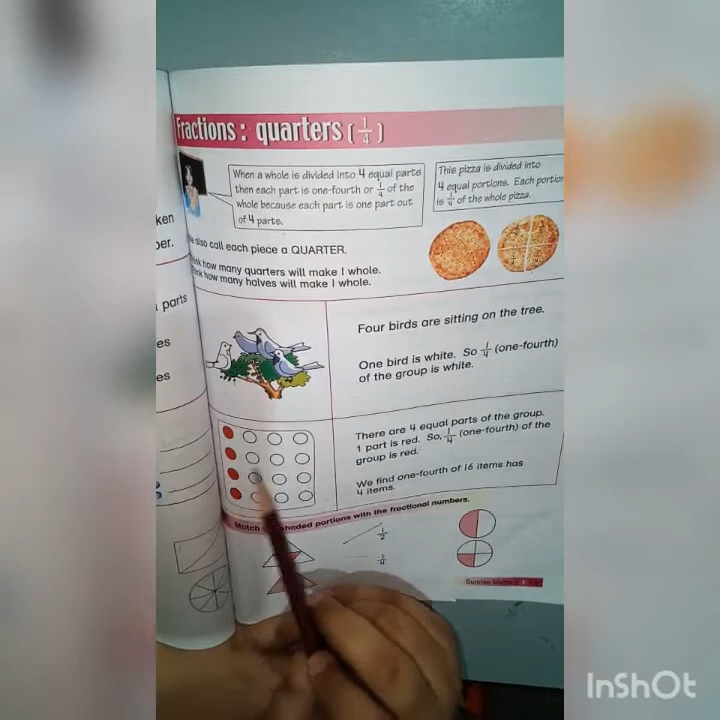 Fractions: quarters ( 1/4 )
When a whole is divided into 4 equal parts
then each part is one-fourth or 1/4 of the
whole because each part is one part out
of 4 parts.
This pizza is divided into
4 equal portions. Each portion
is 1/4 of the whole pizza.
also call each piece a QUARTER.
how many quarters will make 1 whole.
how many halves will make 1 whole.
Four birds are sitting on the tree.
One bird is white. So 1/4 (one-fourth)
of the group is white.
There are 4 equal parts of the group.
1 part is red. So, 1/4 (one-fourth) of the
group is red.
We find one-fourth of 16 items has
4 items.
Match shaded portions with the fractional numbers.
1/2
1/4
Sunrise
ken
per.
parts
es
es
InShOt